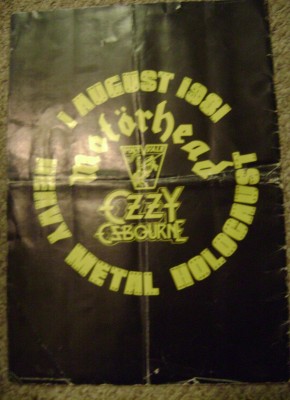 1 AUGUST 1981
Motörhead
OZZY
OSBOURNE
HEAVY METAL HOLOCAUST